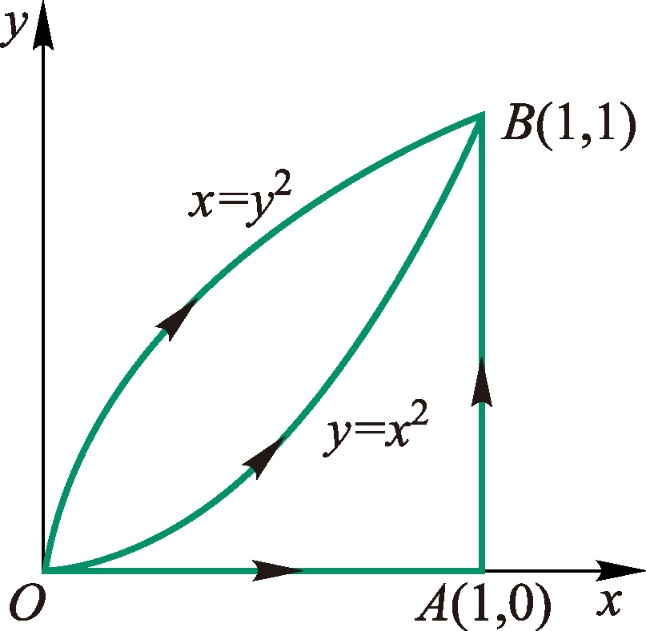 y
B(1,1)
x=y²
y=x²
O
A(1,0)
x